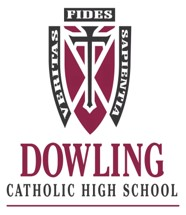 FIDES
VERITAS
SAPIENTIA
DOWLING
CATHOLIC HIGH SCHOOL